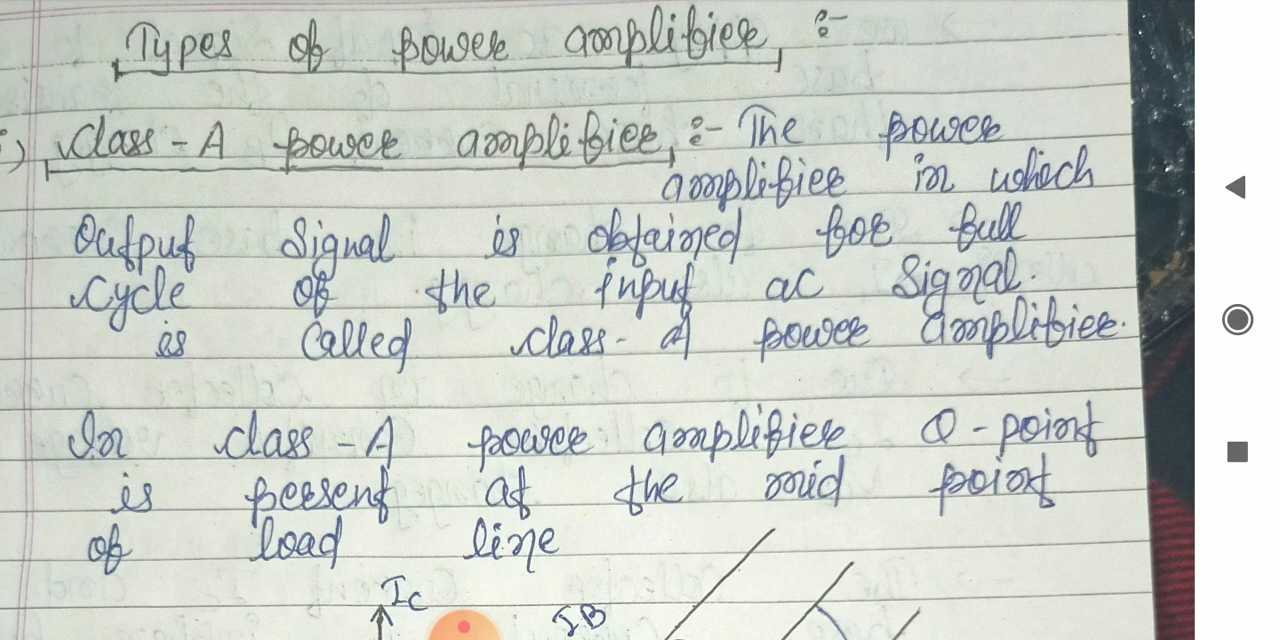 Types of power amplifier :-
i) Class-A power amplifier :- The power
amplifier in which
Output Signal is obtained for full
Cycle of the input ac Signal.
is Called class-A power amplifier.
In class-A power amplifier Q-point
is present at the mid point
of load line
IC
IB